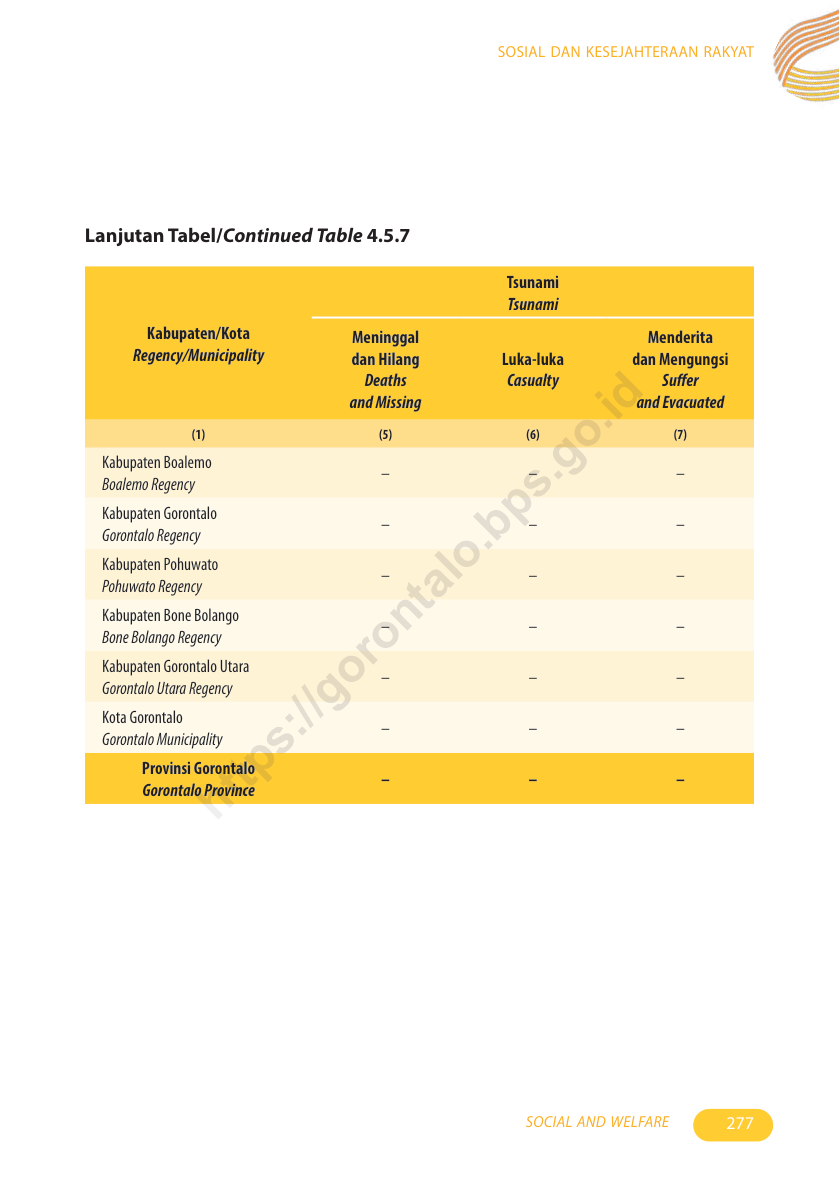 SOSIAL DAN KESEJAHTERAAN RAKYAT
Lanjutan Tabel/Continued Table 4.5.7
Kabupaten/Kota
Regency/Municipality
Tsunami
Tsunami
Meninggal
dan Hilang
Deaths
and Missing
Luka-luka
Casualty
Menderita
dan Mengungsi
Suffer
and Evacuated
(1) (5) (6) (7)
Kabupaten Boalemo
Boalemo Regency
– – –
Kabupaten Gorontalo
Gorontalo Regency
– – –
Kabupaten Pohuwato
Pohuwato Regency
– – –
Kabupaten Bone Bolango
Bone Bolango Regency
– – –
Kabupaten Gorontalo Utara
Gorontalo Utara Regency
– – –
Kota Gorontalo
Gorontalo Municipality
– – –
Provinsi Gorontalo
Gorontalo Province
– – –
https://gorontalo.bps.go.id
SOCIAL AND WELFARE 277